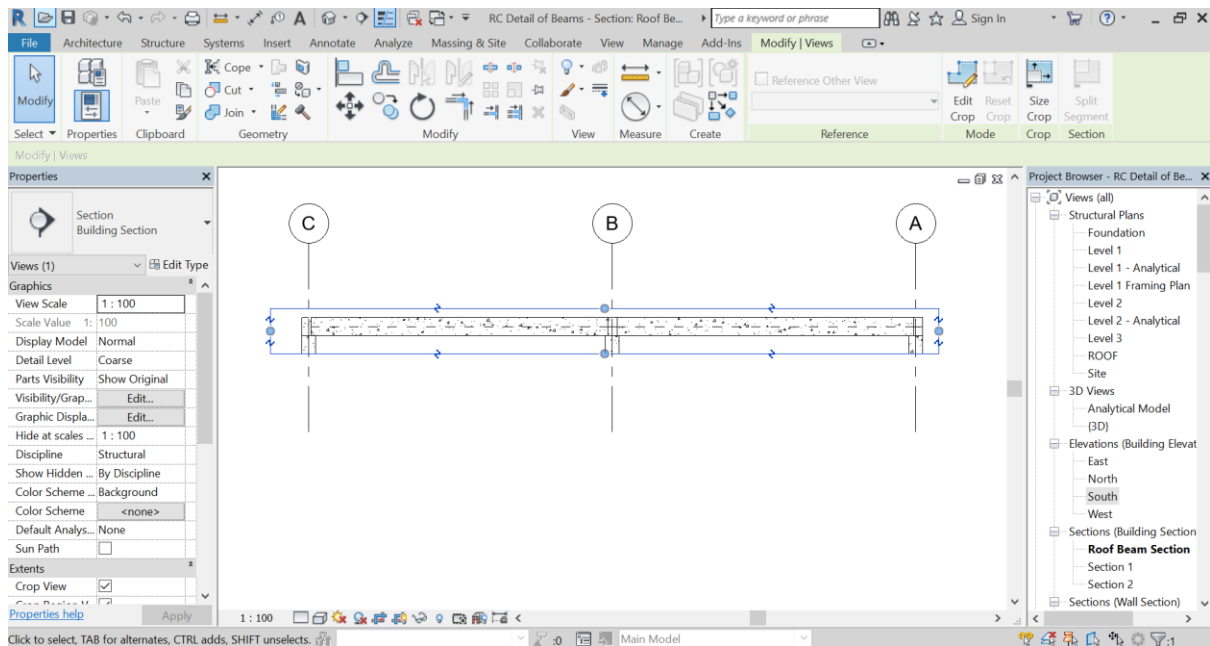 R RC Detail of Beams - Section: Roof Be... Type a keyword or phrase Sign In
File Architecture Structure Systems Insert Annotate Analyze Massing & Site Collaborate View Manage Add-Ins Modify | Views
Modify Paste Cope Cut Join Reference Other View Edit Crop Reset Crop Size Crop Split Segment
Select Properties Clipboard Geometry Modify View Measure Create Reference Mode Crop Section
Modify | Views
Properties
Section
Building Section
Views (1) Edit Type
Graphics
View Scale 1 : 100
Scale Value 1: 100
Display Model Normal
Detail Level Coarse
Parts Visibility Show Original
Visibility/Grap... Edit...
Graphic Displa... Edit...
Hide at scales ... 1 : 100
Discipline Structural
Show Hidden ... By Discipline
Color Scheme ... Background
Color Scheme <none>
Default Analys... None
Sun Path
Extents
Crop View
Properties help Apply
C B A
1 : 100
Project Browser - RC Detail of Be...
Views (all)
Structural Plans
Foundation
Level 1
Level 1 - Analytical
Level 1 Framing Plan
Level 2
Level 2 - Analytical
Level 3
ROOF
Site
3D Views
Analytical Model
{3D}
Elevations (Building Elevat
East
North
South
West
Sections (Building Section
Roof Beam Section
Section 1
Section 2
Sections (Wall Section)
Click to select, TAB for alternates, CTRL adds, SHIFT unselects. :0 Main Model :1